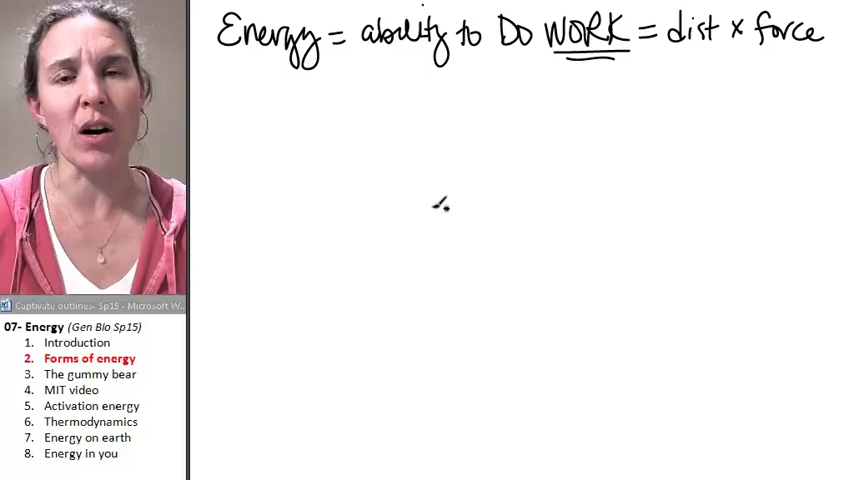 Energy = ability to Do WORK = dist × force
Captivate outlines- Sp15 - Microsoft W...
07- Energy (Gen Bio Sp15)
1. Introduction
2. Forms of energy
3. The gummy bear
4. MIT video
5. Activation energy
6. Thermodynamics
7. Energy on earth
8. Energy in you